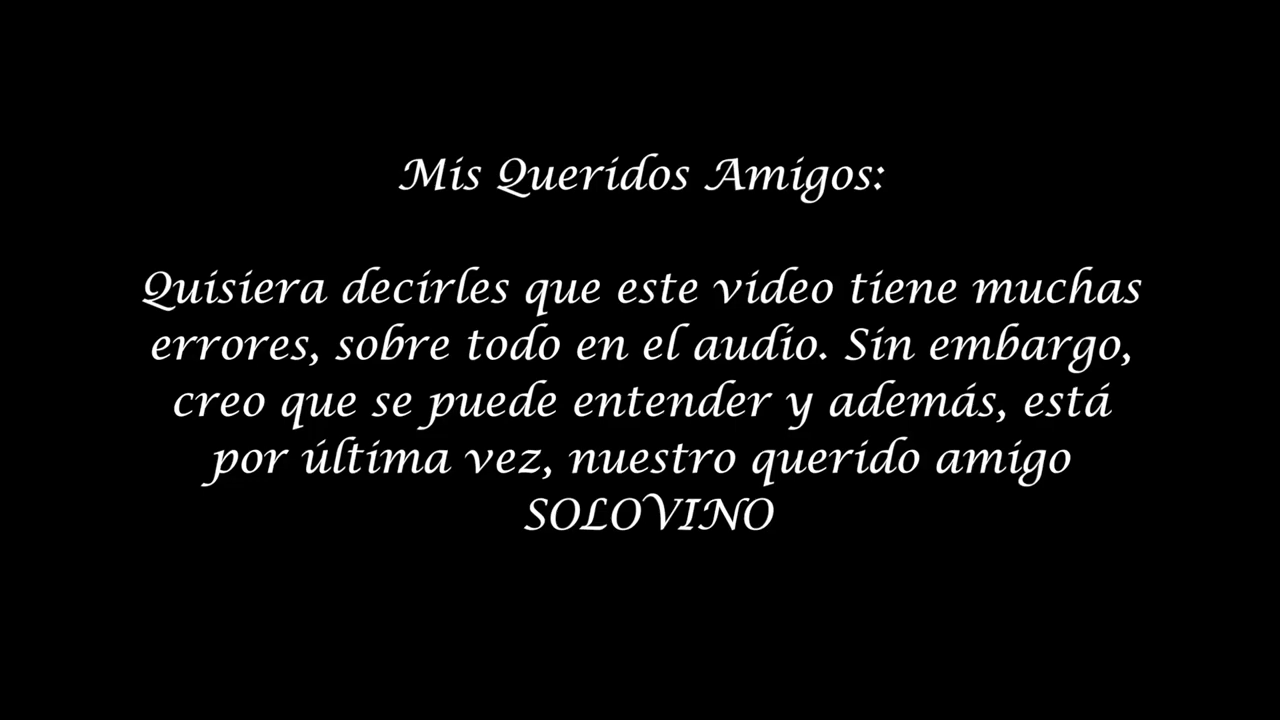 Mis Queridos Amigos:
Quisiera decirles que este video tiene muchas
errores, sobre todo en el audio. Sin embargo,
creo que se puede entender y además, está
por última vez, nuestro querido amigo
SOLOVINO